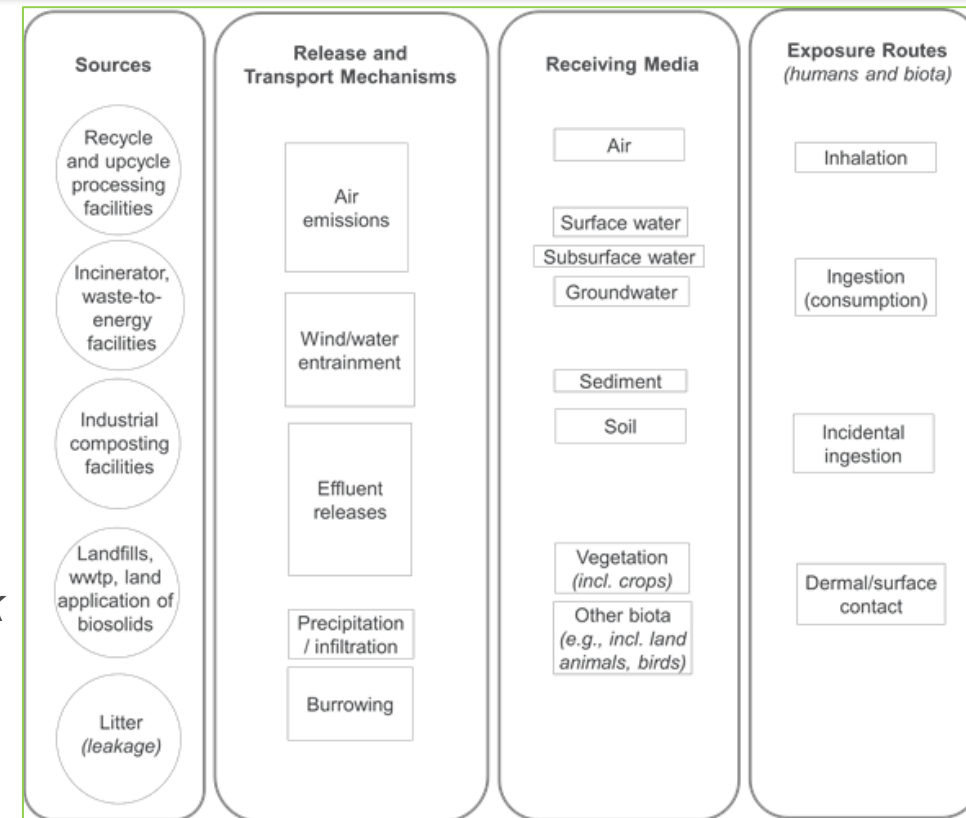 Sources
Recycle
and upcycle
processing
facilities
Incinerator,
waste-to-
energy
facilities
Industrial
composting
facilities
Landfills,
wwtp, land
application of
biosolids
Litter
(leakage)
Release and
Transport Mechanisms
Air
emissions
Wind/water
entrainment
Effluent
releases
Precipitation
/ infiltration
Burrowing
Receiving Media
Air
Surface water
Subsurface water
Groundwater
Sediment
Soil
Vegetation
(incl. crops)
Other biota
(e.g., incl. land
animals, birds)
Exposure Routes
(humans and biota)
Inhalation
Ingestion
(consumption)
Incidental
ingestion
Dermal/surface
contact